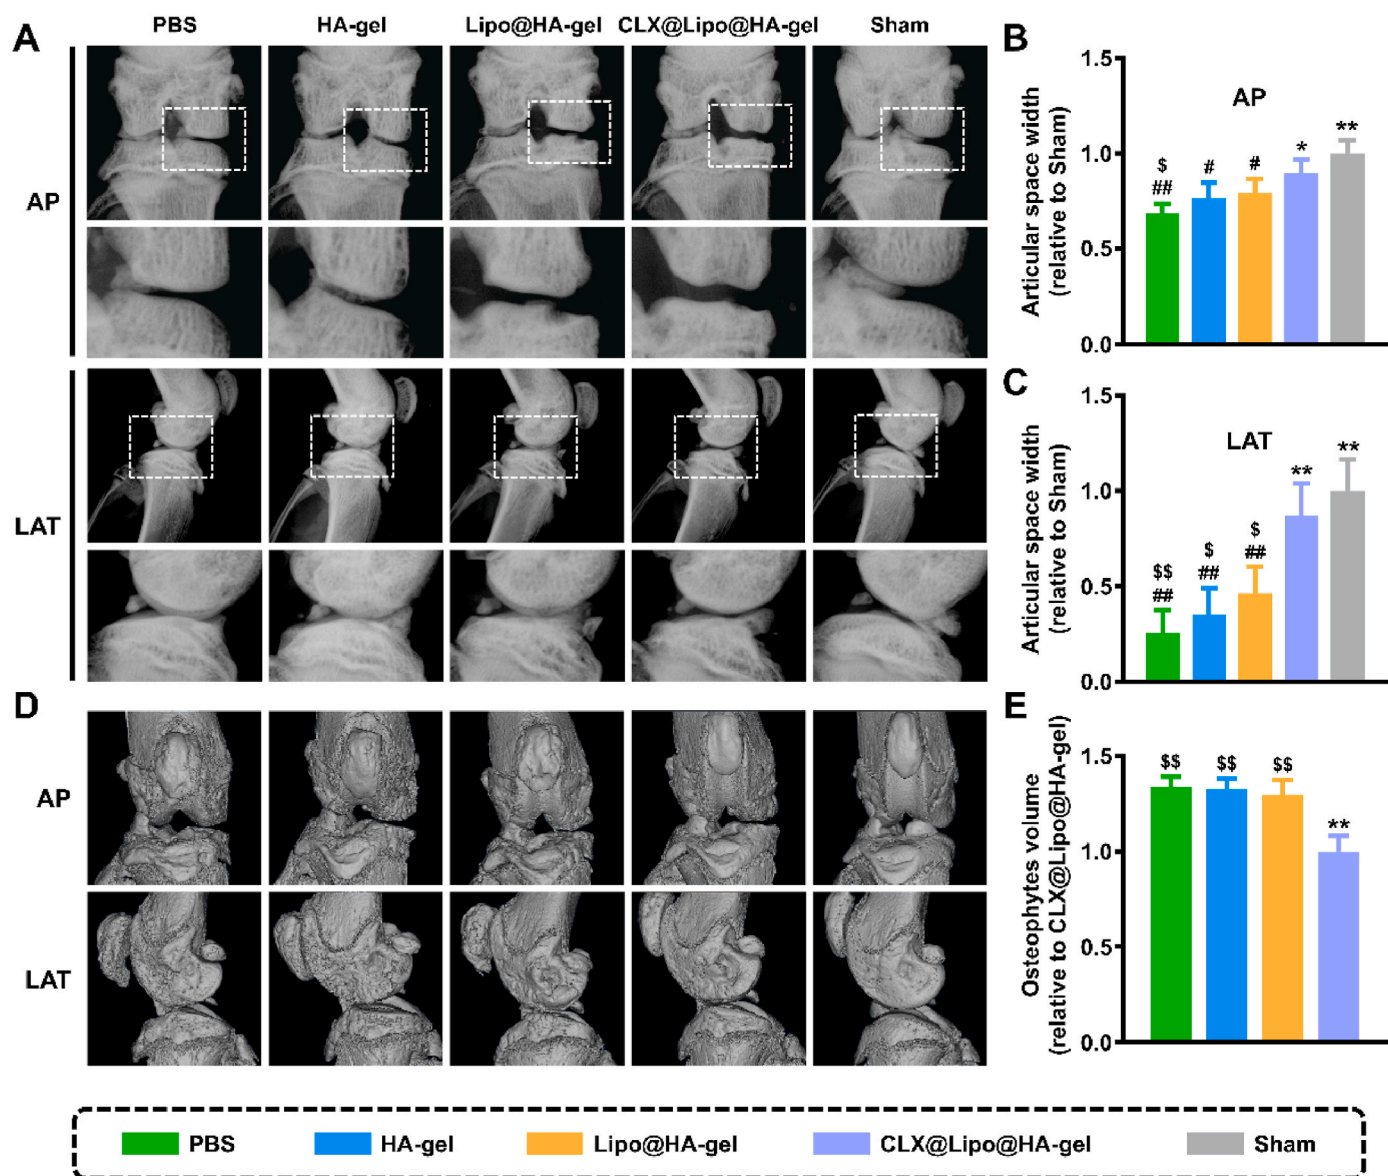 A
PBS
HA-gel
Lipo@HA-gel
CLX@Lipo@HA-gel
Sham
AP
LAT
B
Articular space width
(relative to Sham)
AP
1.5
1.0
0.5
0.0
$
##
#
#
*
**
C
Articular space width
(relative to Sham)
LAT
1.5
1.0
0.5
0.0
$$
##
$
##
$
##
**
**
D
AP
LAT
E
Osteophytes volume
(relative to CLX@Lipo@HA-gel)
1.5
1.0
0.5
0.0
$$
$$
$$
**
PBS
HA-gel
Lipo@HA-gel
CLX@Lipo@HA-gel
Sham